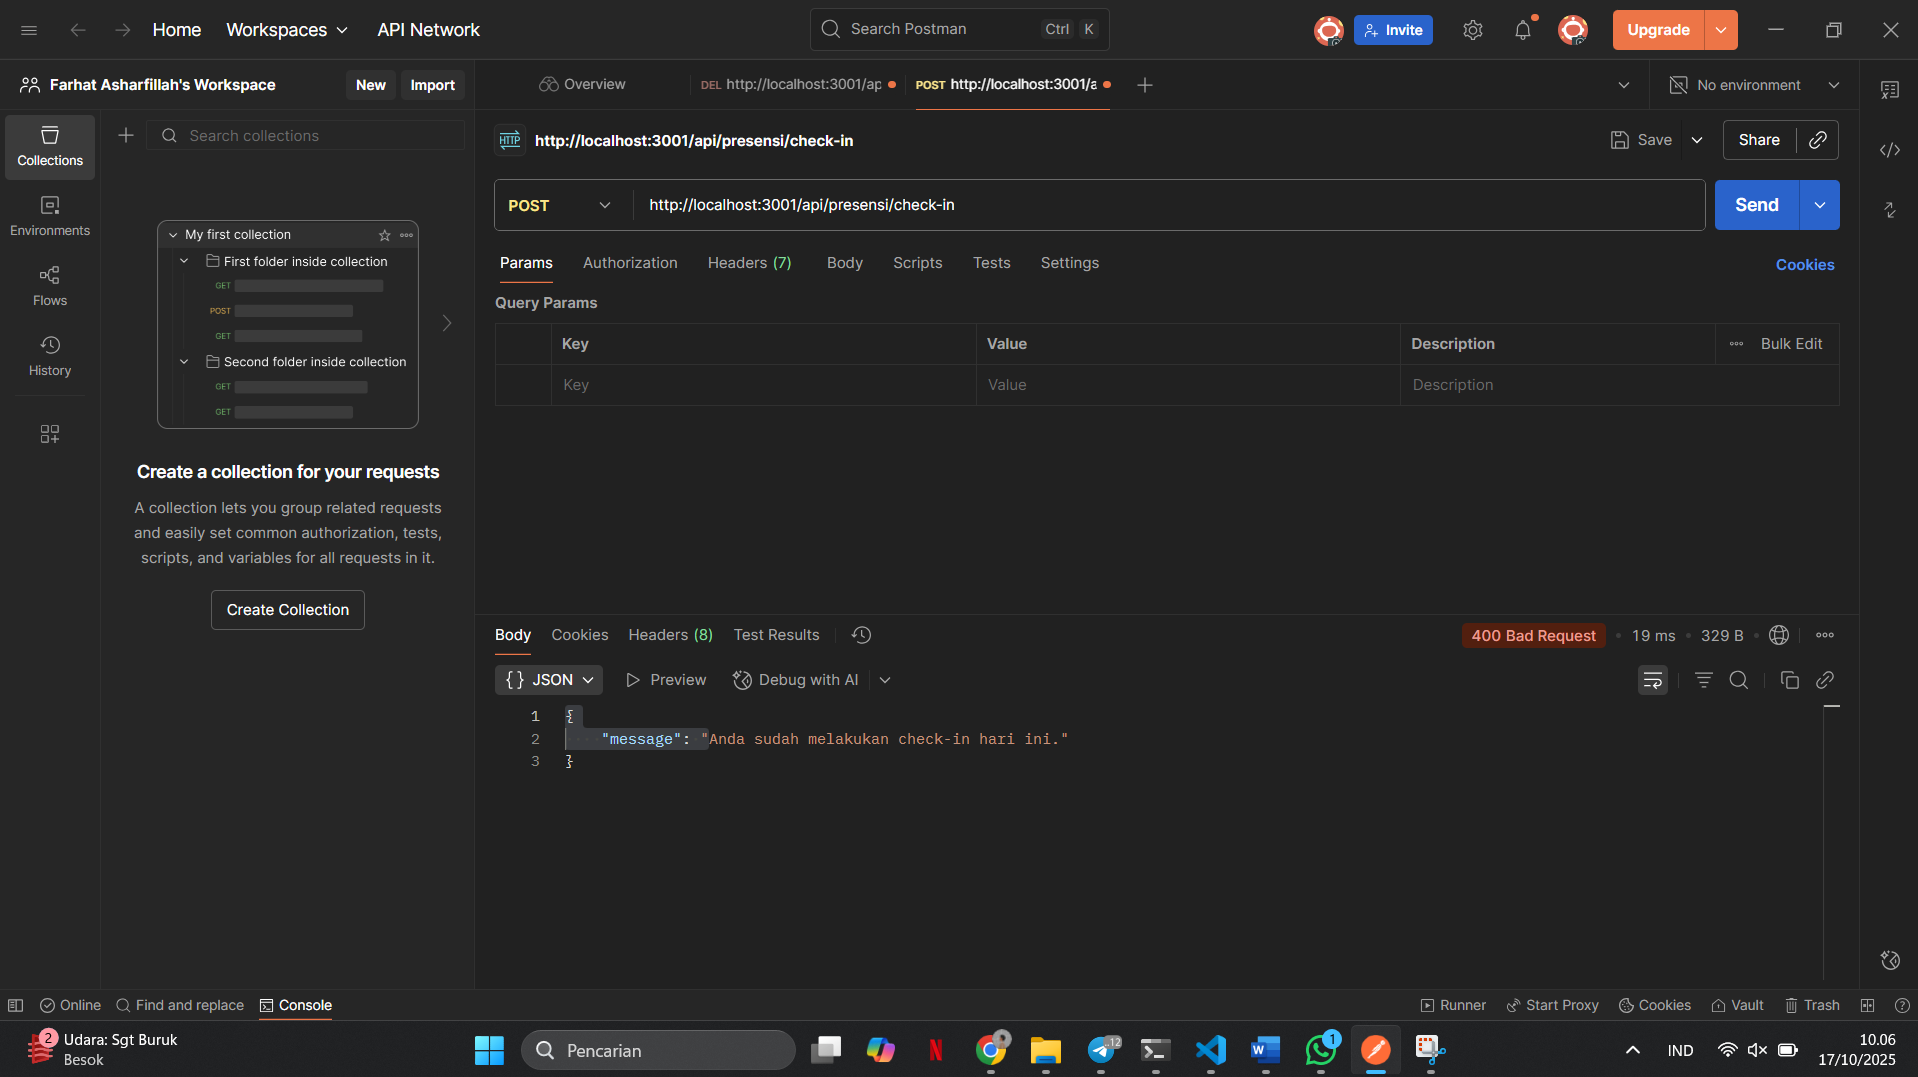 Home
Workspaces
API Network
Search Postman
Ctrl
K
Invite
Upgrade
Farhat Asharfillah's Workspace
New
Import
Overview
DEL http://localhost:3001/ap
POST http://localhost:3001/a
No environment
Collections
Environments
Flows
History
Search collections
My first collection
First folder inside collection
GET
POST
GET
Second folder inside collection
GET
GET
Create a collection for your requests
A collection lets you group related requests
and easily set common authorization, tests,
scripts, and variables for all requests in it.
Create Collection
HTTP
http://localhost:3001/api/presensi/check-in
Save
Share
POST
http://localhost:3001/api/presensi/check-in
Send
Params
Authorization
Headers (7)
Body
Scripts
Tests
Settings
Cookies
Query Params
Key
Value
Description
Bulk Edit
Key
Value
Description
Body
Cookies
Headers (8)
Test Results
400 Bad Request
19 ms
329 B
{} JSON
Preview
Debug with AI
1 {
2 "message": "Anda sudah melakukan check-in hari ini."
3 }
Online
Find and replace
Console
Runner
Start Proxy
Cookies
Vault
Trash
2
Udara: Sgt Buruk
Besok
Pencarian
N
12
W
1
IND
10.06
17/10/2025